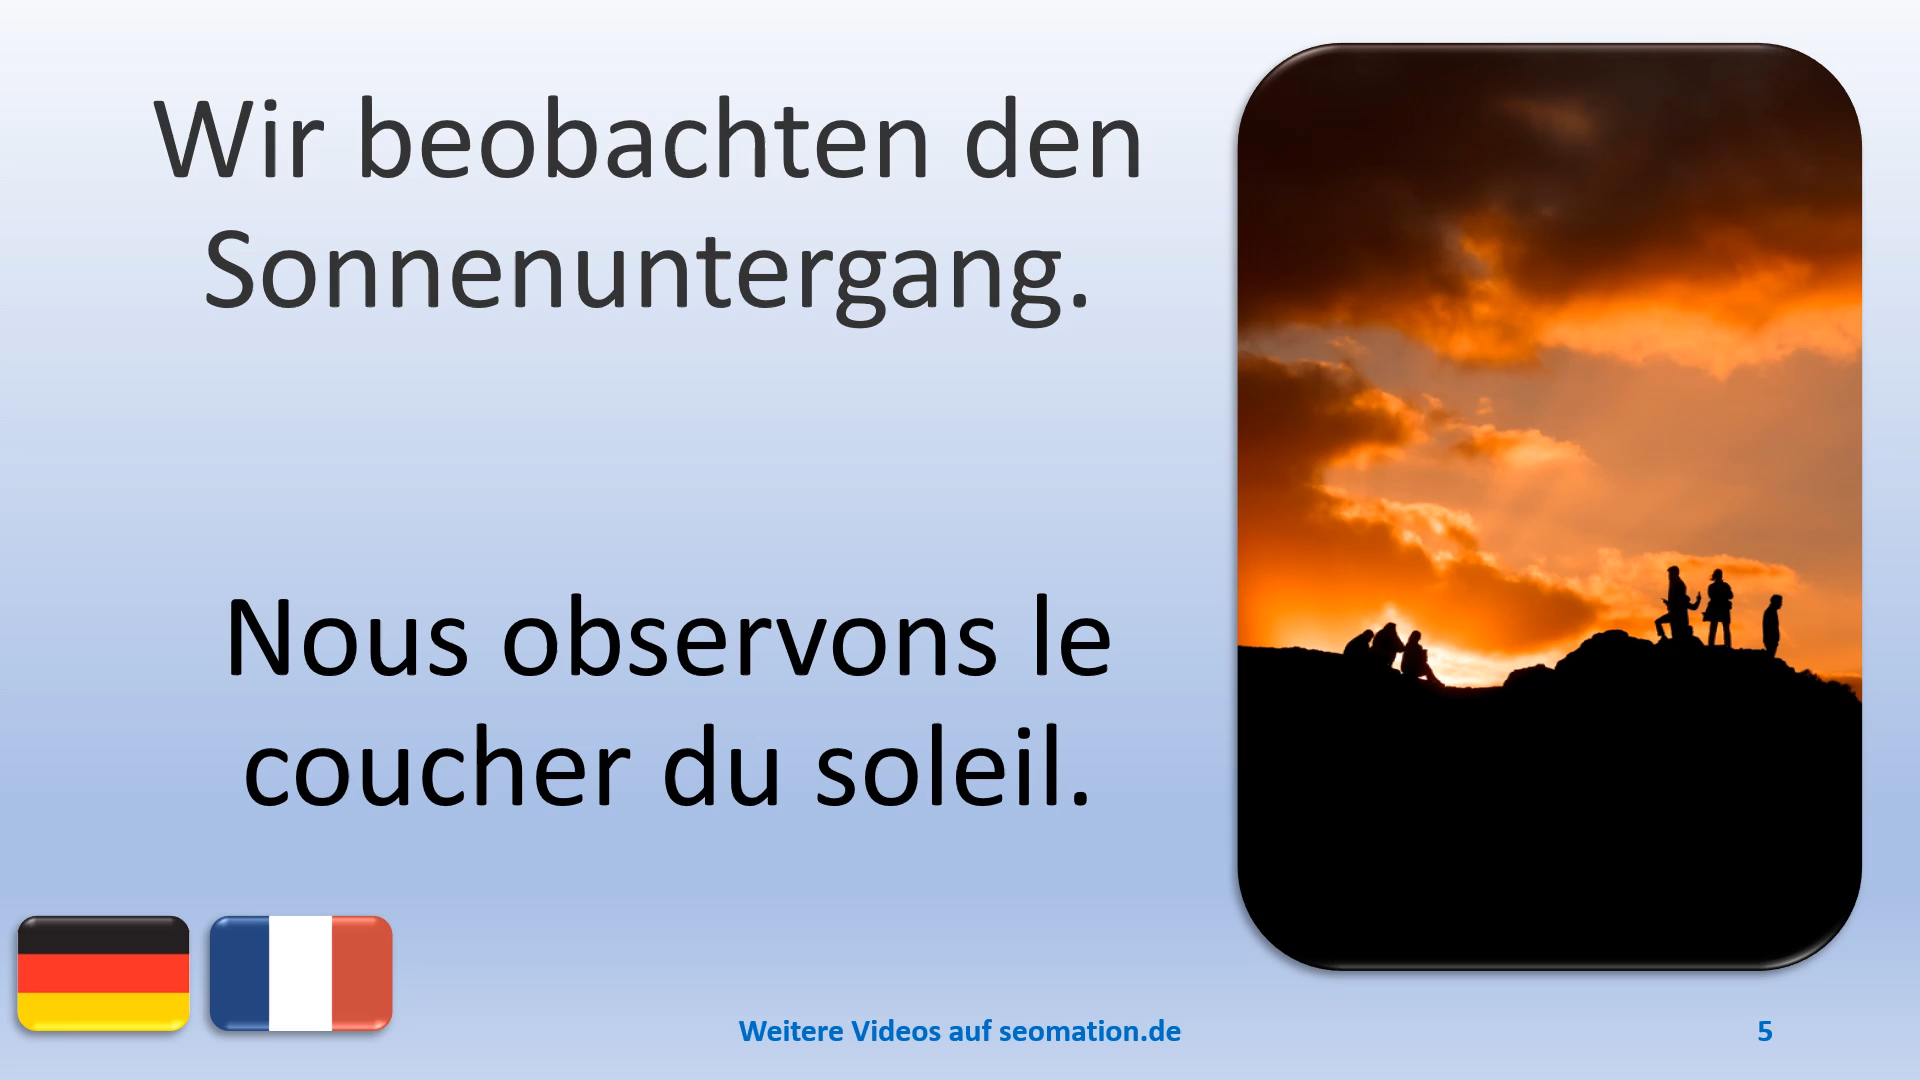 Wir beobachten den
Sonnenuntergang.
Nous observons le
coucher du soleil.
Weitere Videos auf seomation.de
5